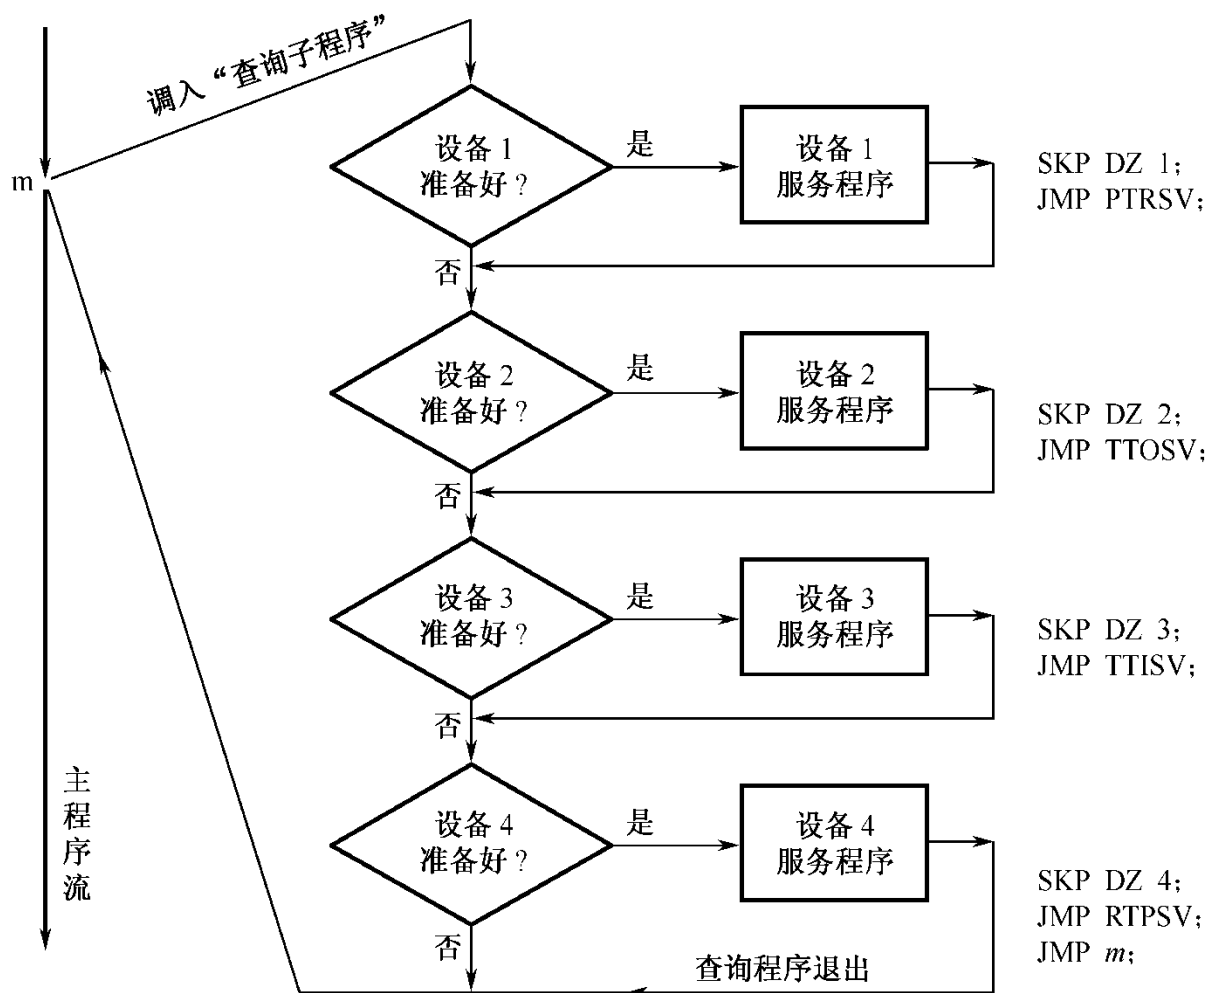 调入“查询子程序”
m
设备 1
准备好?
是
设备 1
服务程序
SKP DZ 1;
JMP PTRSV;
否
设备 2
准备好?
是
设备 2
服务程序
SKP DZ 2;
JMP TTOSV;
否
设备 3
准备好?
是
设备 3
服务程序
SKP DZ 3;
JMP TTISV;
否
主程序流
设备 4
准备好?
是
设备 4
服务程序
SKP DZ 4;
JMP RTPSV;
JMP m;
否
查询程序退出